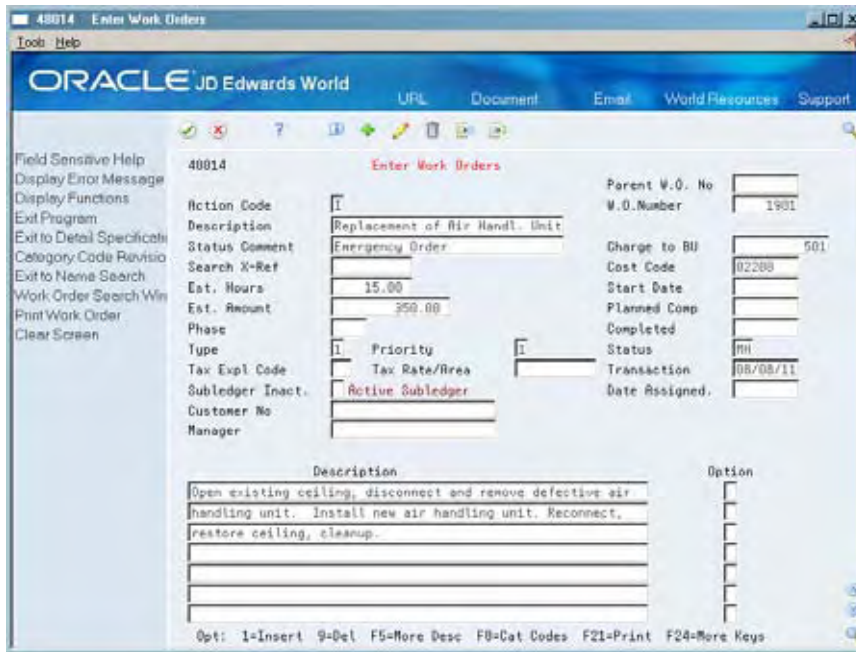 48014 Enter Work Orders
Tools Help
ORACLE JD Edwards World
URL Document Email World Resources Support
Field Sensitive Help
Display Error Message
Display Functions
Exit Program
Exit to Detail Specificati
Category Code Revisio
Exit to Name Search
Work Order Search Win
Print Work Order
Clear Screen
48014 Enter Work Orders
Parent W.O. No
Action Code I W.O.Number 1901
Description Replacement of Air Handl. Unit
Status Comment Emergency Order Charge to BU 501
Search X-Ref Cost Code 02200
Est. Hours 15.00 Start Date
Est. Amount 350.00 Planned Comp
Phase Completed
Type 1 Priority 1 Status MH
Tax Expl Code Tax Rate/Area Transaction 08/08/11
Subledger Inact. Active Subledger Date Assigned.
Customer No
Manager
Description Option
Open existing ceiling, disconnect and remove defective air
handling unit. Install new air handling unit. Reconnect,
restore ceiling, cleanup.
Opt: 1=Insert 9=Del F5=More Desc F8=Cat Codes F21=Print F24=More Keys